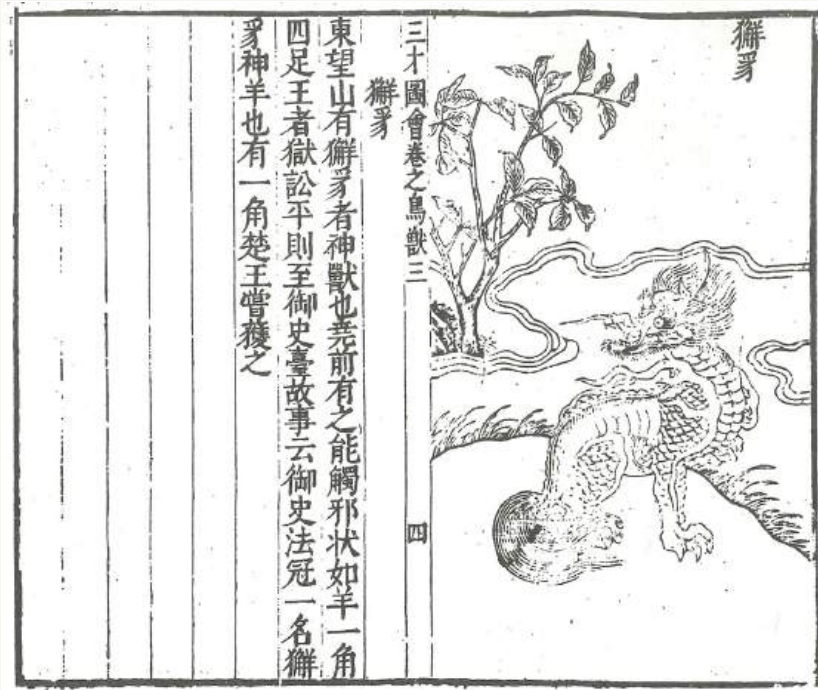 獬豸
三才圖會卷之鳥獸三 四
獬豸
東望山有獬豸者神獸也堯前有之能觸邪状如羊一角
四足王者獄訟平則至御史臺故事云御史法冠一名獬
豸神羊也有一角楚王嘗獲之